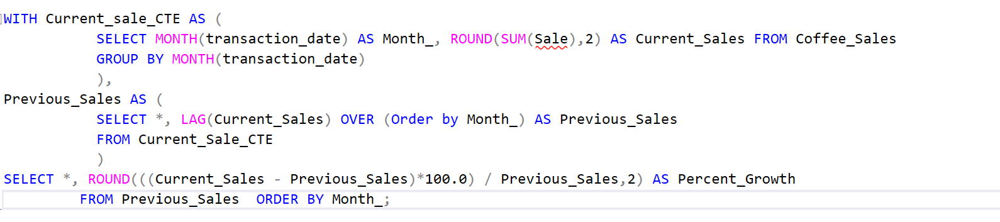 WITH Current_sale_CTE AS (
SELECT MONTH(transaction_date) AS Month_, ROUND(SUM(Sale),2) AS Current_Sales FROM Coffee_Sales
GROUP BY MONTH(transaction_date)
),
Previous_Sales AS (
SELECT *, LAG(Current_Sales) OVER (Order by Month_) AS Previous_Sales
FROM Current_Sale_CTE
)
SELECT *, ROUND(((Current_Sales - Previous_Sales)*100.0) / Previous_Sales,2) AS Percent_Growth
FROM Previous_Sales  ORDER BY Month_;